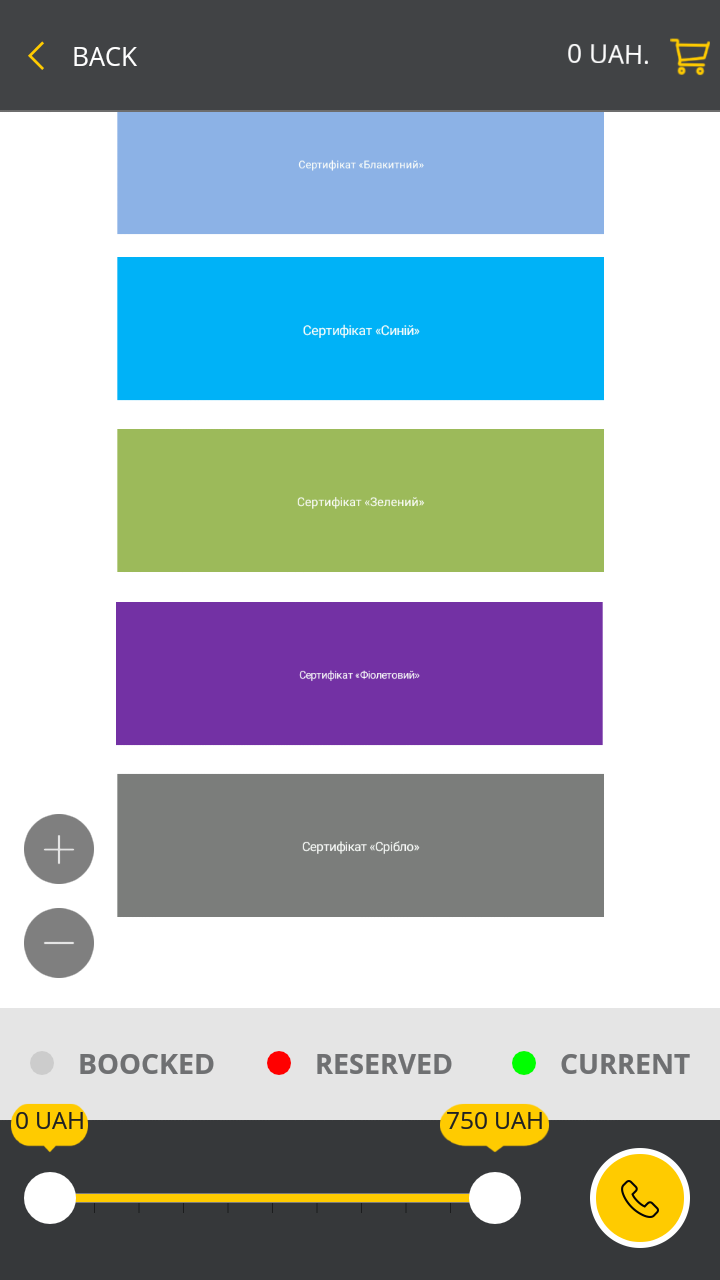 BACK
0 UAH.
Сертифікат «Блакитний»
Сертифікат «Синій»
Сертифікат «Зелений»
Сертифікат «Фіолетовий»
Сертифікат «Срібло»
BOOCKED
RESERVED
CURRENT
0 UAH
750 UAH